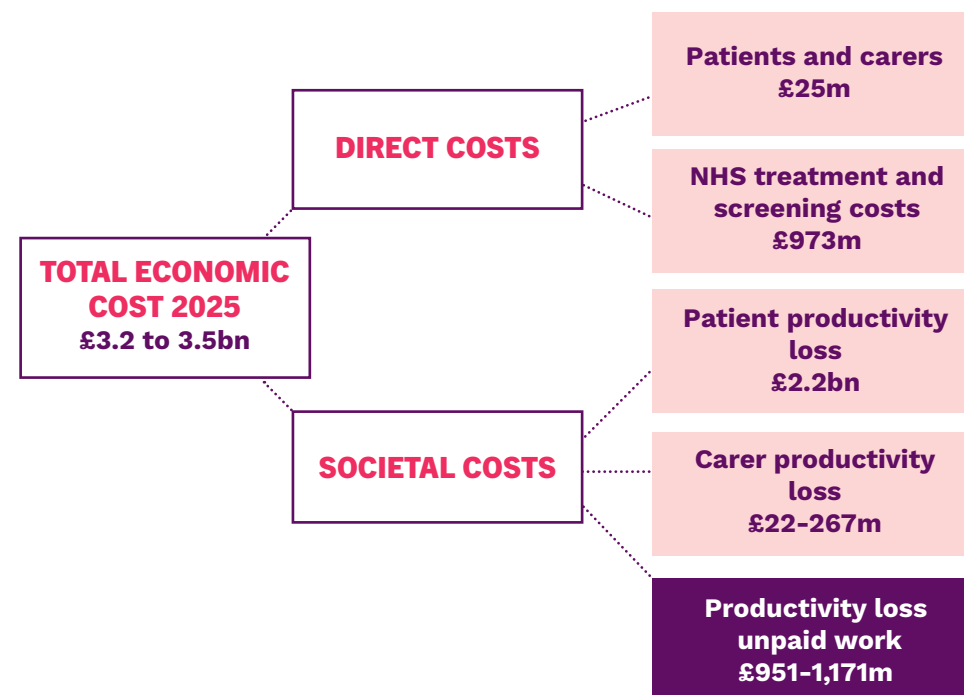 TOTAL ECONOMIC
COST 2025
£3.2 to 3.5bn
DIRECT COSTS
Patients and carers
£25m
NHS treatment and
screening costs
£973m
SOCIETAL COSTS
Patient productivity
loss
£2.2bn
Carer productivity
loss
£22-267m
Productivity loss
unpaid work
£951-1,171m